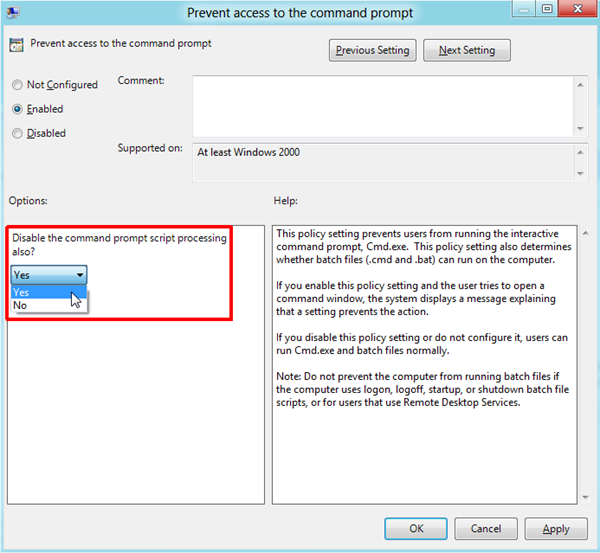 Prevent access to the command prompt
Prevent access to the command prompt
Previous Setting
Next Setting
Not Configured
Comment:
Enabled
Disabled
Supported on:
At least Windows 2000
Options:
Help:
Disable the command prompt script processing
also?
Yes
Yes
No
This policy setting prevents users from running the interactive
command prompt, Cmd.exe.  This policy setting also determines
whether batch files (.cmd and .bat) can run on the computer.
If you enable this policy setting and the user tries to open a
command window, the system displays a message explaining
that a setting prevents the action.
If you disable this policy setting or do not configure it, users can
run Cmd.exe and batch files normally.
Note: Do not prevent the computer from running batch files if
the computer uses logon, logoff, startup, or shutdown batch file
scripts, or for users that use Remote Desktop Services.
OK
Cancel
Apply